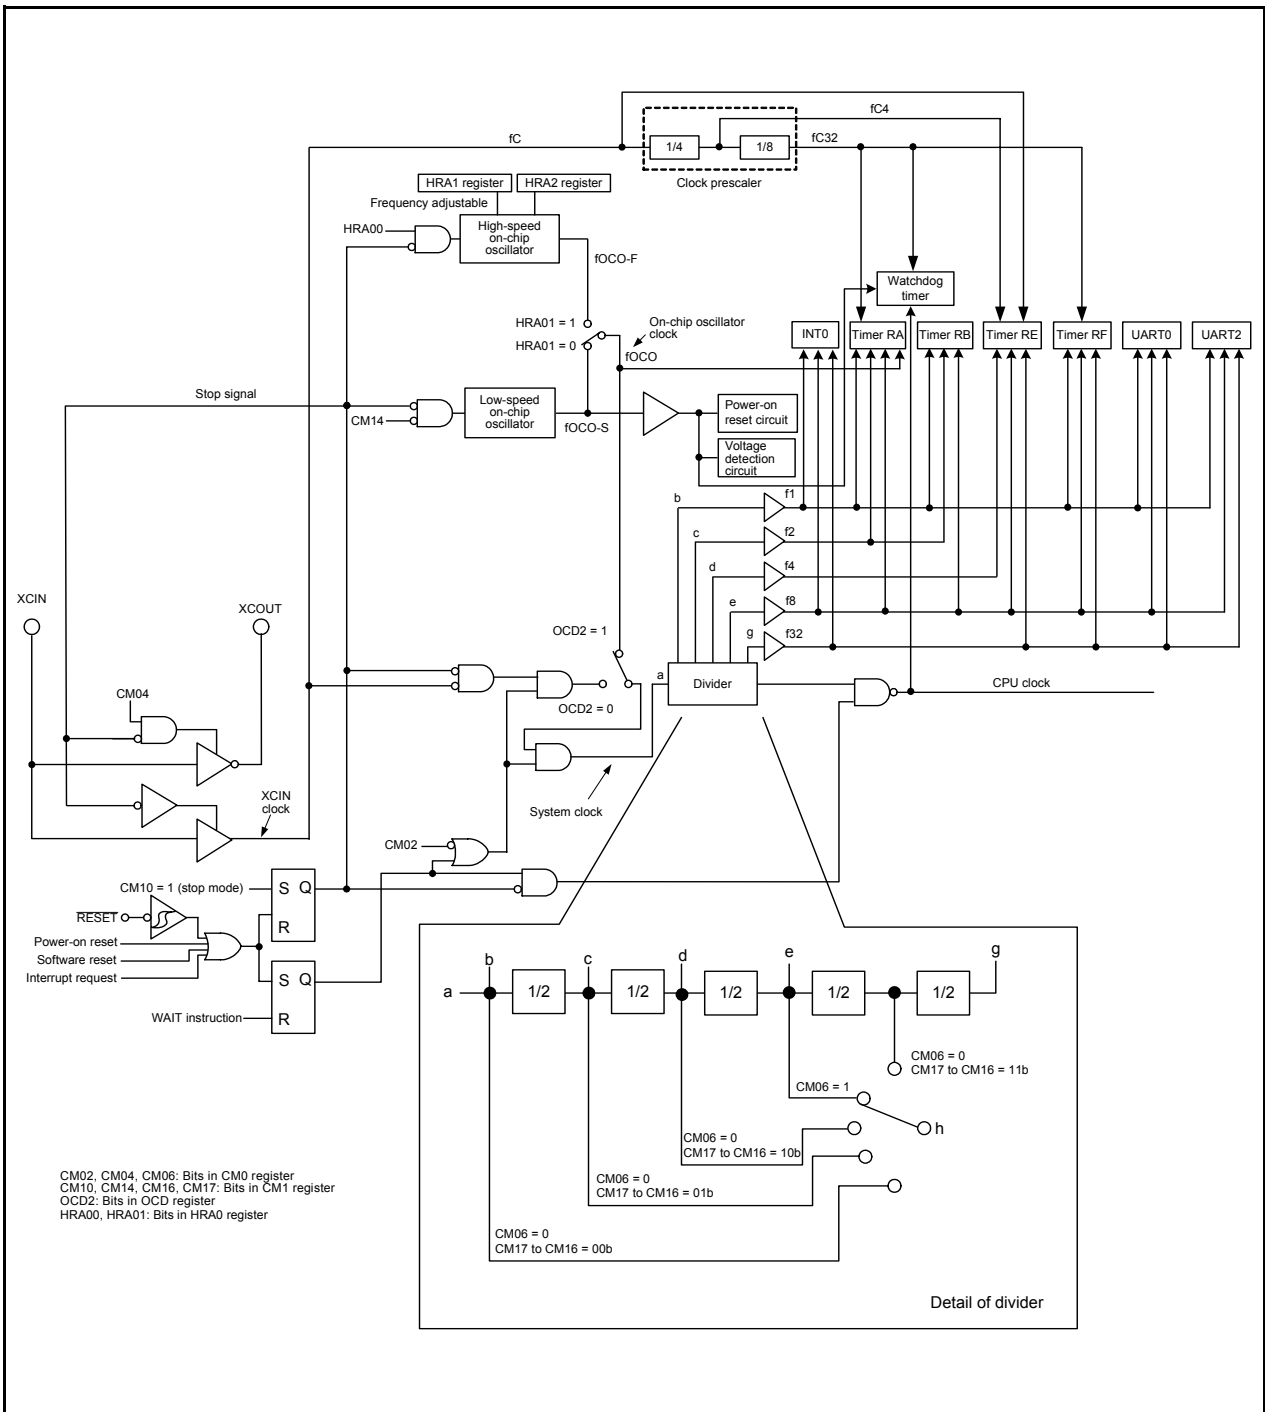 fC4
fC
fC32
1/4
1/8
Clock prescaler
HRA1 register
HRA2 register
Frequency adjustable
HRA00
High-speed
on-chip
oscillator
fOCO-F
Watchdog
timer
HRA01 = 1
HRA01 = 0
On-chip oscillator
clock
fOCO
INT0
Timer RA
Timer RB
Timer RE
Timer RF
UART0
UART2
Stop signal
CM14
Low-speed
on-chip
oscillator
fOCO-S
Power-on
reset circuit
Voltage
detection
circuit
b
f1
c
f2
d
f4
e
f8
g
f32
XCIN
XCOUT
OCD2 = 1
a
Divider
CPU clock
OCD2 = 0
CM04
XCIN
clock
System clock
CM02
CM10 = 1 (stop mode)
S
Q
R
RESET
Power-on reset
Software reset
Interrupt request
S
Q
R
WAIT instruction
a
b
c
d
e
g
1/2
1/2
1/2
1/2
1/2
CM06 = 0
CM17 to CM16 = 11b
CM06 = 1
h
CM06 = 0
CM17 to CM16 = 10b
CM06 = 0
CM17 to CM16 = 01b
CM06 = 0
CM17 to CM16 = 00b
Detail of divider
CM02, CM04, CM06: Bits in CM0 register
CM10, CM14, CM16, CM17: Bits in CM1 register
OCD2: Bits in OCD register
HRA00, HRA01: Bits in HRA0 register